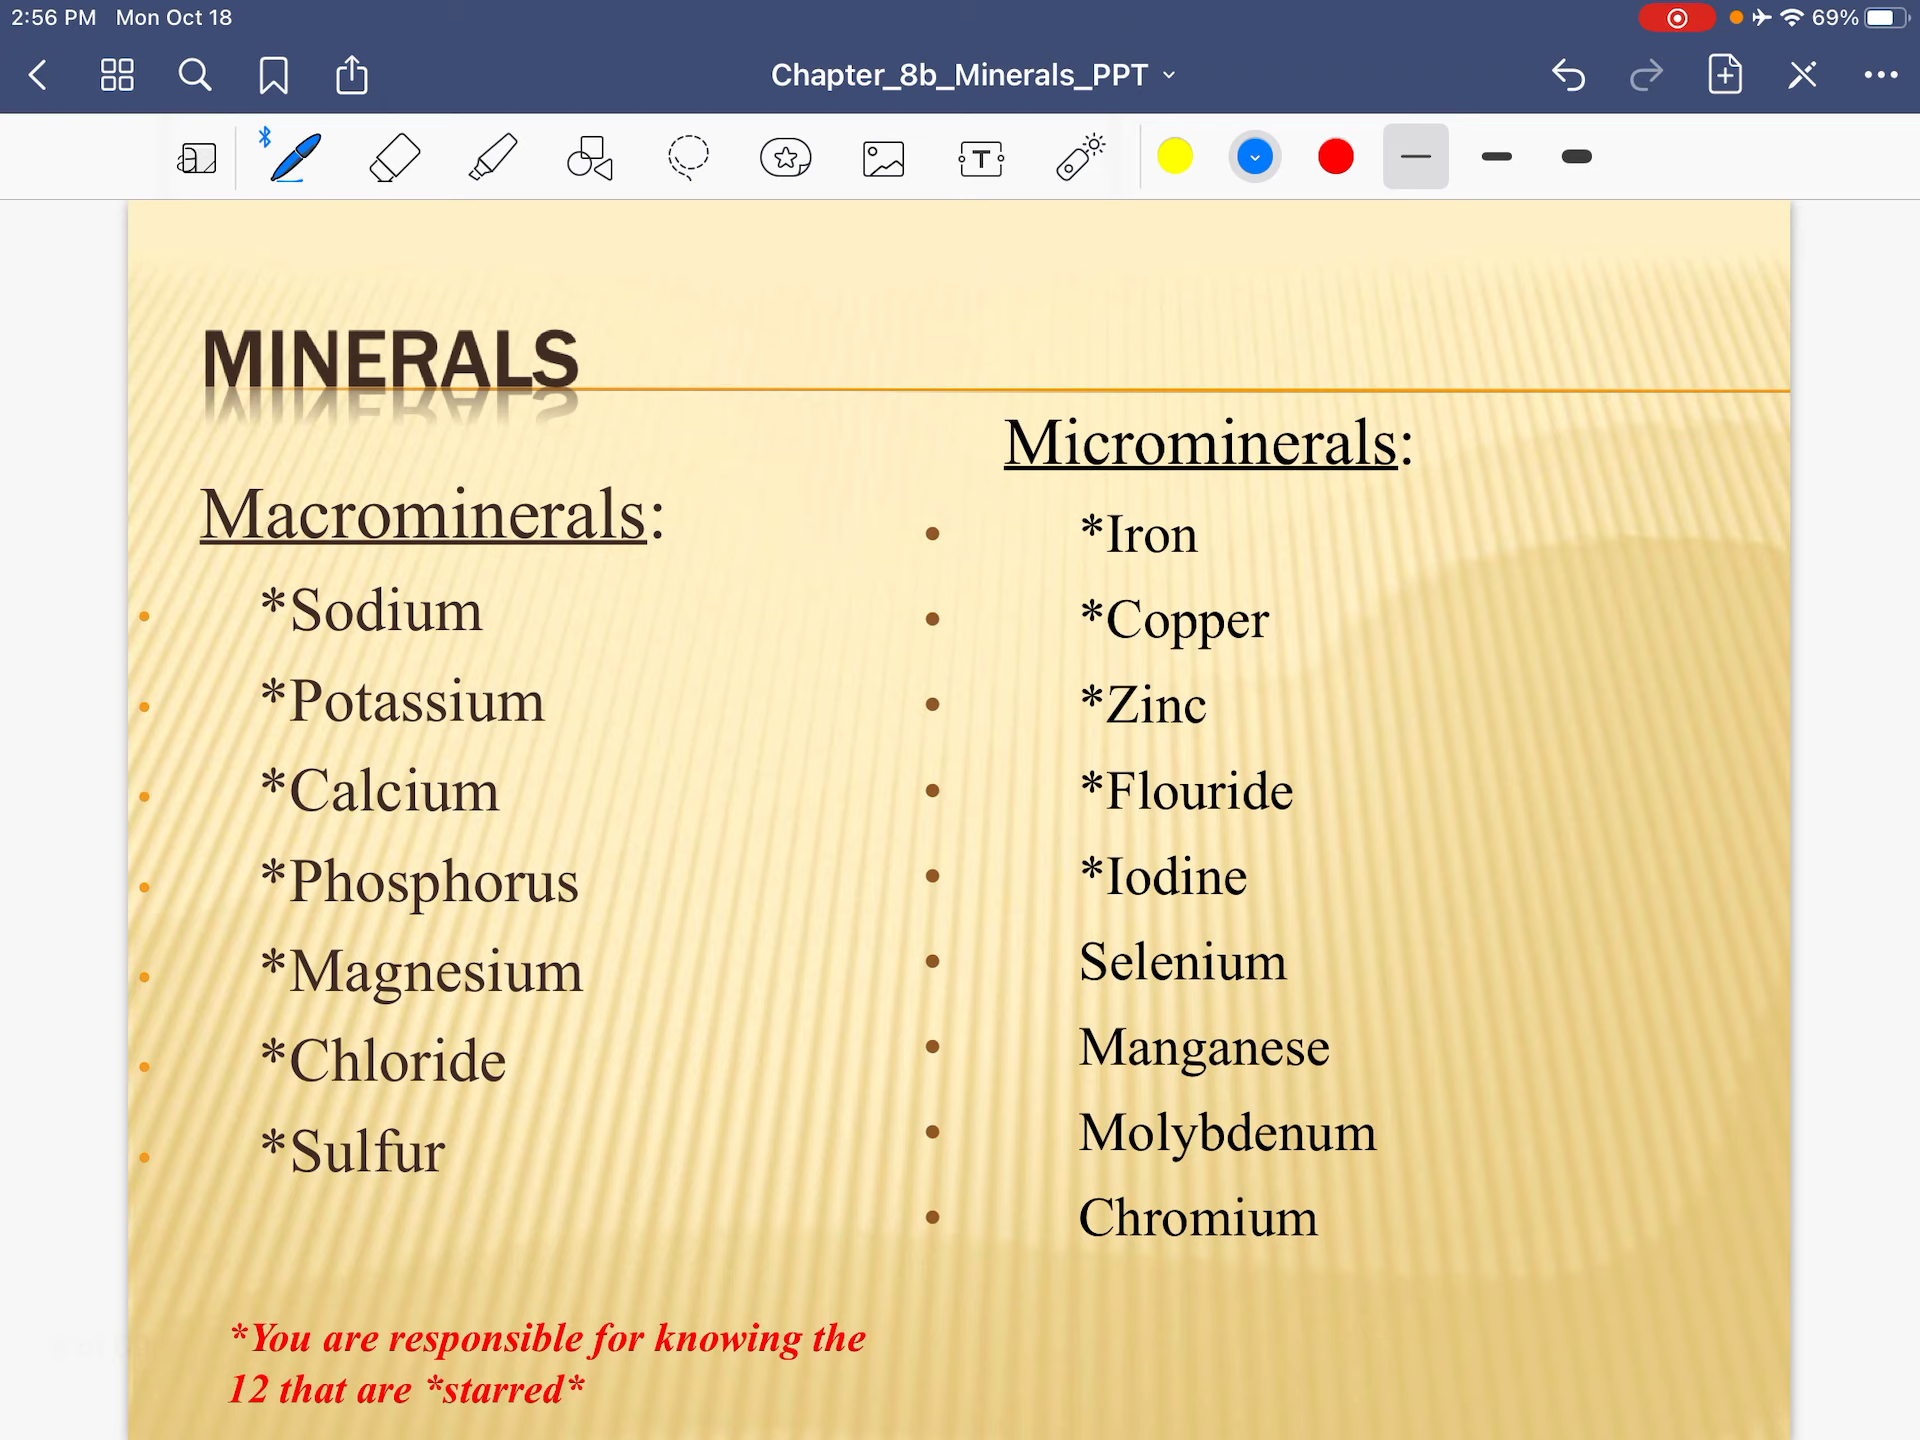 2:56 PM Mon Oct 18
69%
Chapter_8b_Minerals_PPT
MINERALS
Macrominerals:
*Sodium
*Potassium
*Calcium
*Phosphorus
*Magnesium
*Chloride
*Sulfur
Microminerals:
*Iron
*Copper
*Zinc
*Flouride
*Iodine
Selenium
Manganese
Molybdenum
Chromium
*You are responsible for knowing the
12 that are *starred*